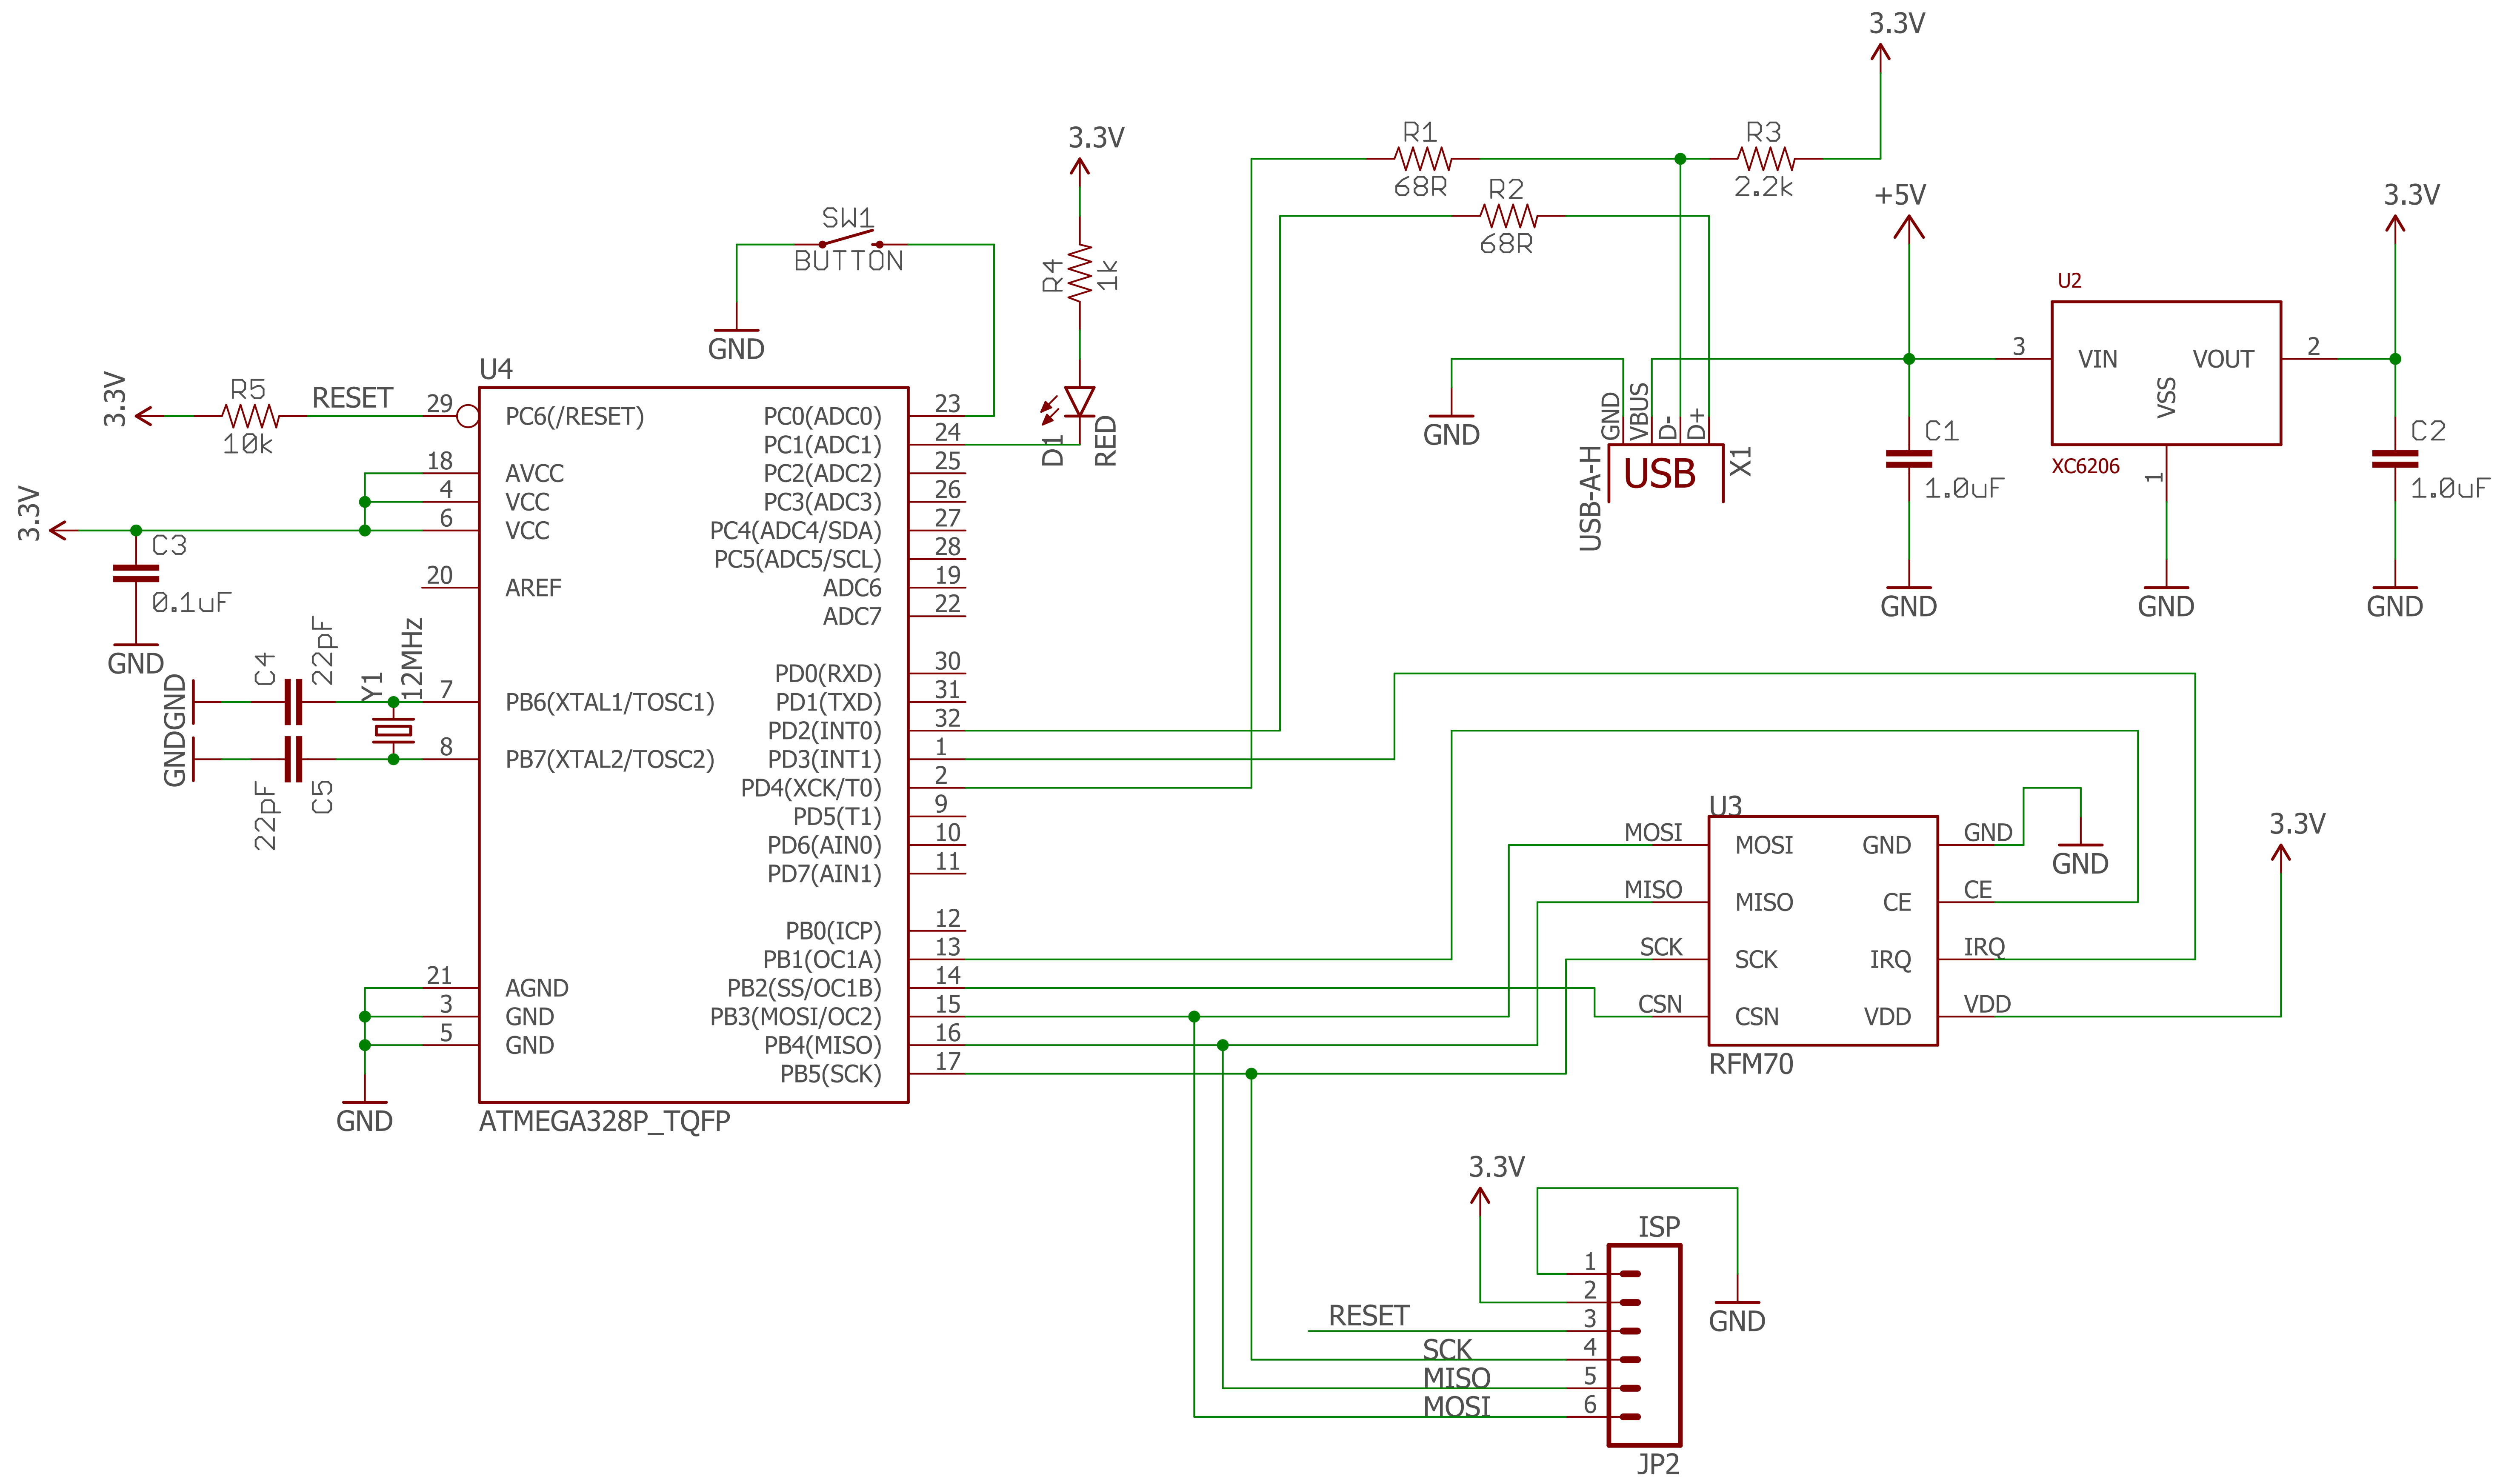 3.3V
3.3V
R1
68R
R3
2.2k
R2
68R
+5V
3.3V
SW1
BUTTON
GND
R4
1k
D1
RED
3.3V
R5
10k
RESET
3.3V
C3
0.1uF
GND
GND
C4
22pF
Y1
12MHz
GND
22pF
C5
GND
U4
29
PC6(/RESET)
18
AVCC
4
VCC
6
VCC
20
AREF
7
PB6(XTAL1/TOSC1)
8
PB7(XTAL2/TOSC2)
21
AGND
3
GND
5
GND
PC0(ADC0)
23
PC1(ADC1)
24
PC2(ADC2)
25
PC3(ADC3)
26
PC4(ADC4/SDA)
27
PC5(ADC5/SCL)
28
ADC6
19
ADC7
22
PD0(RXD)
30
PD1(TXD)
31
PD2(INT0)
32
PD3(INT1)
1
PD4(XCK/T0)
2
PD5(T1)
9
PD6(AIN0)
10
PD7(AIN1)
11
PB0(ICP)
12
PB1(OC1A)
13
PB2(SS/OC1B)
14
PB3(MOSI/OC2)
15
PB4(MISO)
16
PB5(SCK)
17
ATMEGA328P_TQFP
GND
GND
VBUS
D-
D+
USB
USB-A-H
X1
C1
1.0uF
GND
U2
3
VIN
VOUT
2
VSS
1
XC6206
GND
C2
1.0uF
GND
U3
MOSI
MOSI
GND
GND
MISO
MISO
CE
CE
SCK
SCK
IRQ
IRQ
CSN
CSN
VDD
VDD
RFM70
GND
3.3V
3.3V
ISP
1
2
RESET
3
SCK
4
MISO
5
MOSI
6
JP2
GND
3.3V